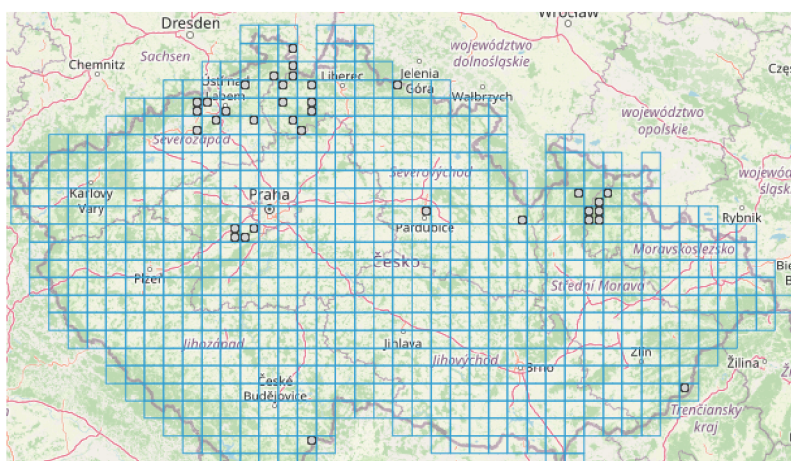 Wrocław
Dresden
województwo
dolnośląskie
Chemnitz
Sachsen
Liberec
Jelenia
Góra
Ústí nad
Labem
Wałbrzych
województwo
opolskie
Severozápad
Severovýchod
Karlovy
Vary
Praha
Pardubice
Rybnik
Moravskoslezsko
Česko
Plzeň
Střední Morava
Jihozápad
Jihlava
Jihovýchod
Brno
Zlín
Žilina
České
Budějovice
Trenčiansky
kraj